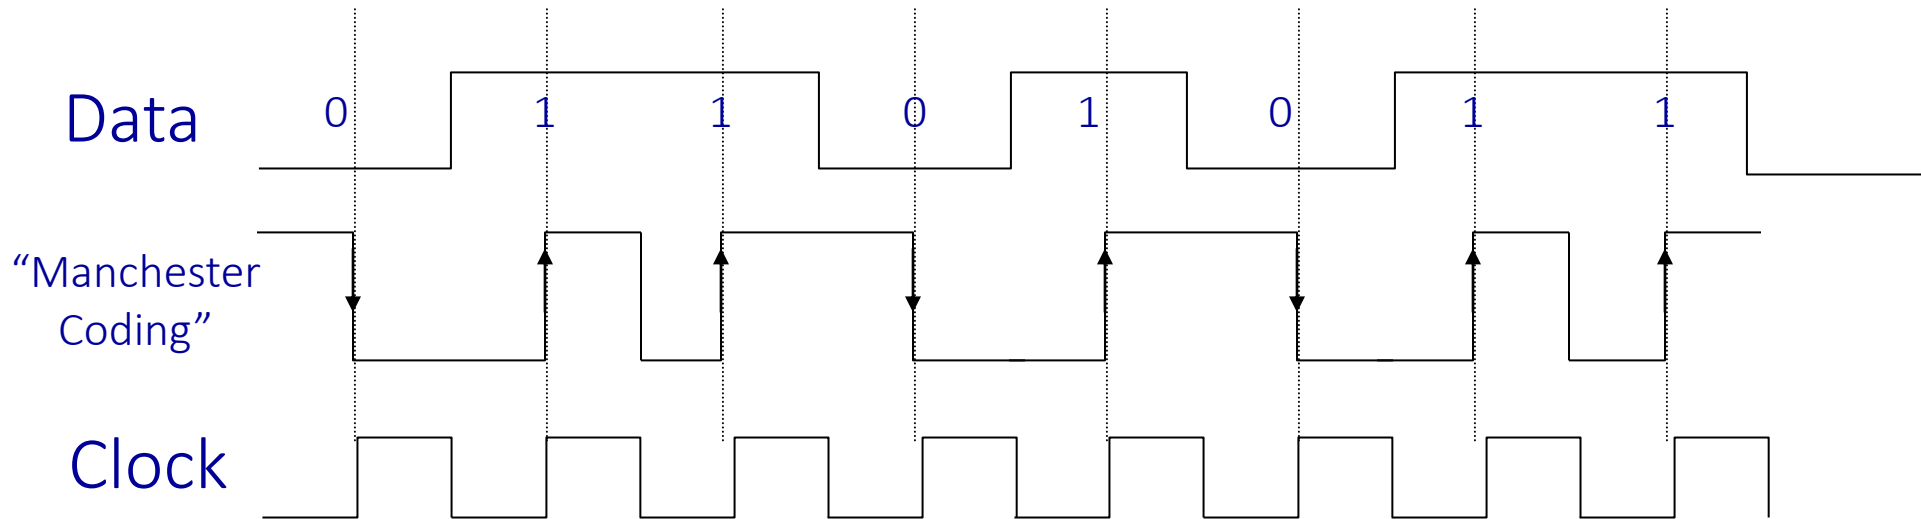 Data
0 1 1 0 1 0 1 1
“Manchester
Coding”
Clock